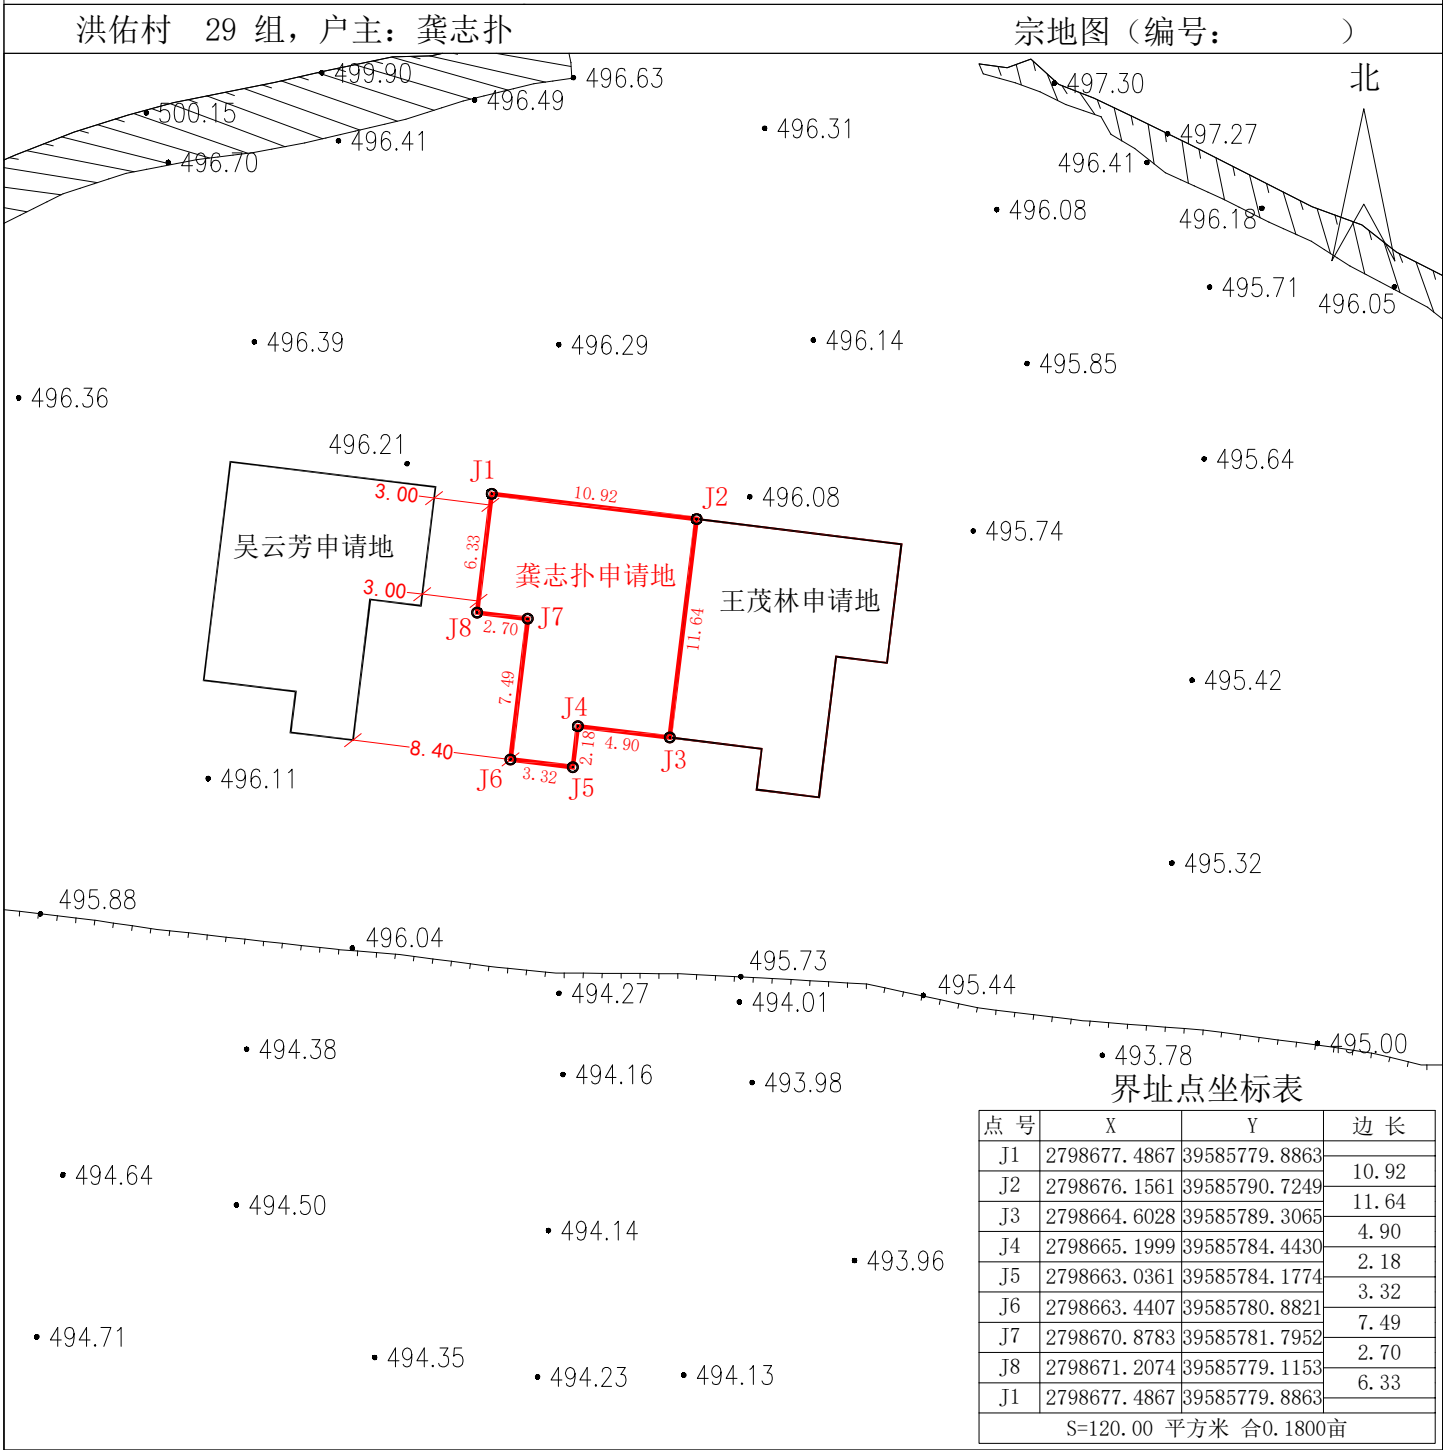 洪佑村 29 组，户主：龚志扑
宗地图（编号： ）
北
499.90
496.63
497.30
496.49
500.15
496.31
497.27
496.41
496.70
496.41
496.08
496.18
495.71
496.05
496.39
496.29
496.14
495.85
496.36
496.21
495.64
J1
3.00
10.92
J2
496.08
495.74
吴云芳申请地
6.33
龚志扑申请地
王茂林申请地
3.00
J8
2.70
J7
11.64
7.49
495.42
J4
2.18
4.90
J3
8.40
J6
3.32
J5
496.11
495.32
495.88
496.04
495.73
495.44
494.27
494.01
495.00
494.38
493.78
494.16
493.98
界址点坐标表
点 号 X Y 边 长
J1 2798677.4867 39585779.8863
10.92
J2 2798676.1561 39585790.7249
11.64
J3 2798664.6028 39585789.3065
4.90
J4 2798665.1999 39585784.4430
2.18
J5 2798663.0361 39585784.1774
3.32
J6 2798663.4407 39585780.8821
7.49
J7 2798670.8783 39585781.7952
2.70
J8 2798671.2074 39585779.1153
6.33
J1 2798677.4867 39585779.8863
S=120.00 平方米 合0.1800亩
494.64
494.50
494.14
493.96
494.71
494.35
494.23
494.13